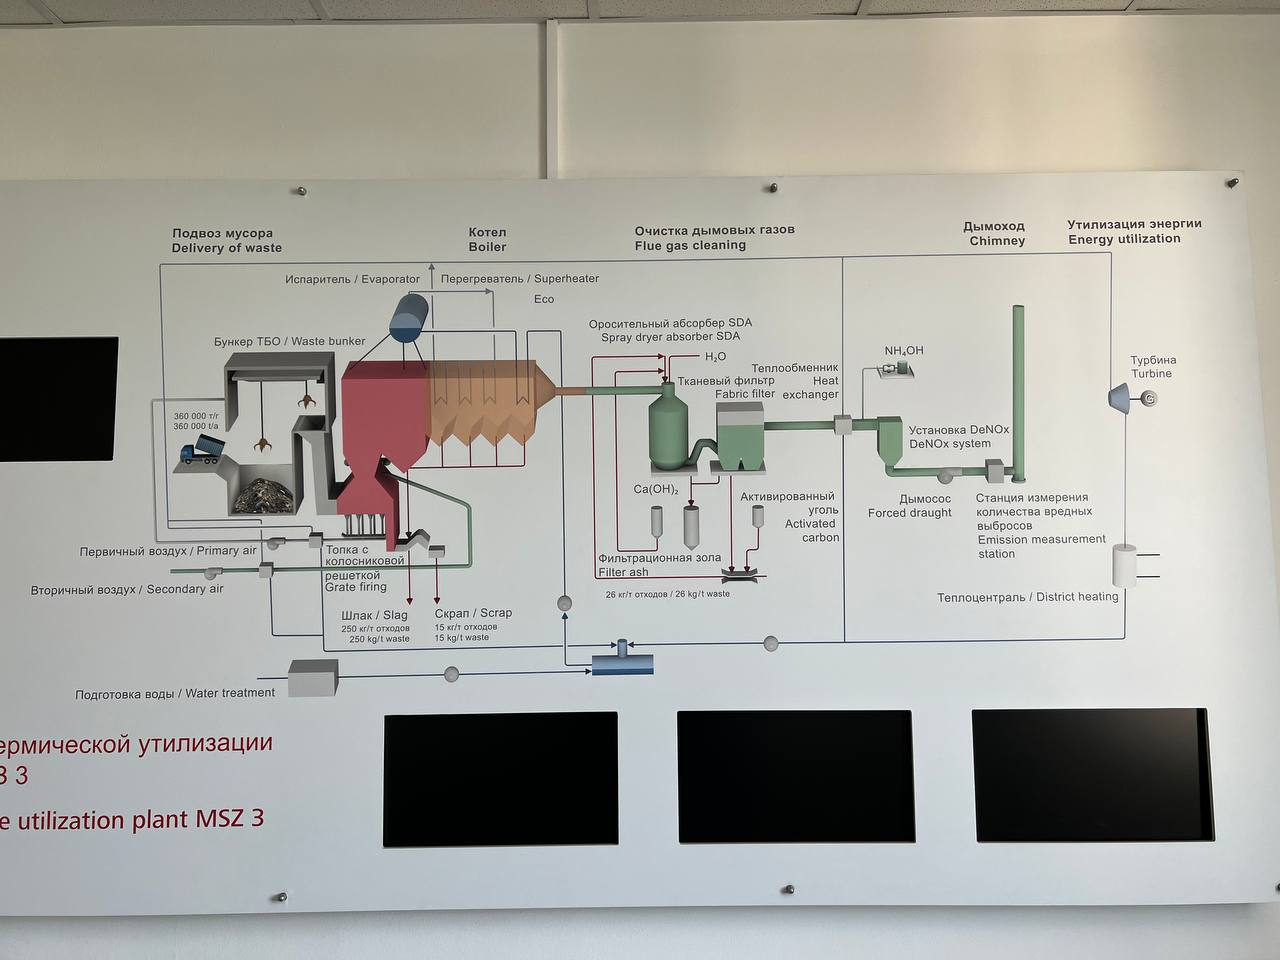 Подвоз мусора
Delivery of waste
Котел
Boiler
Очистка дымовых газов
Flue gas cleaning
Дымоход
Chimney
Утилизация энергии
Energy utilization
Испаритель / Evaporator
Перегреватель / Superheater
Eco
Бункер ТБО / Waste bunker
Оросительный абсорбер SDA
Spray dryer absorber SDA
H₂O
Тканевый фильтр
Fabric filter
Теплообменник
Heat
exchanger
NH₄OH
Турбина
Turbine
G
360 000 т/г
360 000 t/a
Установка DeNOx
DeNOx system
Ca(OH)₂
Активированный
уголь
Activated
carbon
Дымосос
Forced draught
Станция измерения
количества вредных
выбросов
Emission measurement
station
Первичный воздух / Primary air
Топка с
колосниковой
решеткой
Grate firing
Фильтрационная зола
Filter ash
26 кг/т отходов / 26 kg/t waste
Вторичный воздух / Secondary air
Шлак / Slag
250 кг/т отходов
250 kg/t waste
Скрап / Scrap
15 кг/т отходов
15 kg/t waste
Теплоцентраль / District heating
Подготовка воды / Water treatment
ермической утилизации
З 3
e utilization plant MSZ 3